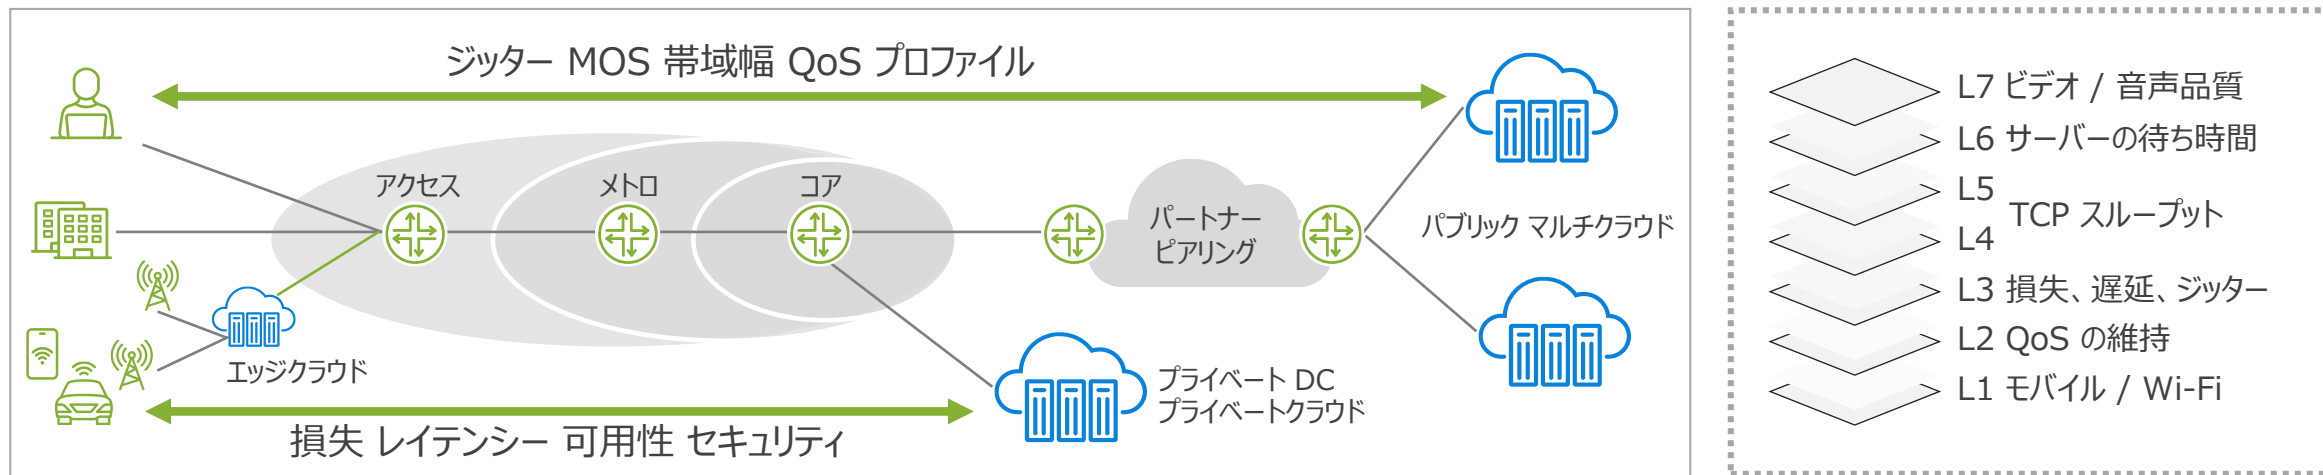 ジッター MOS 帯域幅 QoS プロファイル
アクセス
メトロ
コア
パートナー
ピアリング
パブリック マルチクラウド
エッジクラウド
プライベート DC
プライベートクラウド
損失 レイテンシー 可用性 セキュリティ
L7 ビデオ / 音声品質
L6 サーバーの待ち時間
L5
TCP スループット
L4
L3 損失、遅延、ジッター
L2 QoS の維持
L1 モバイル / Wi-Fi